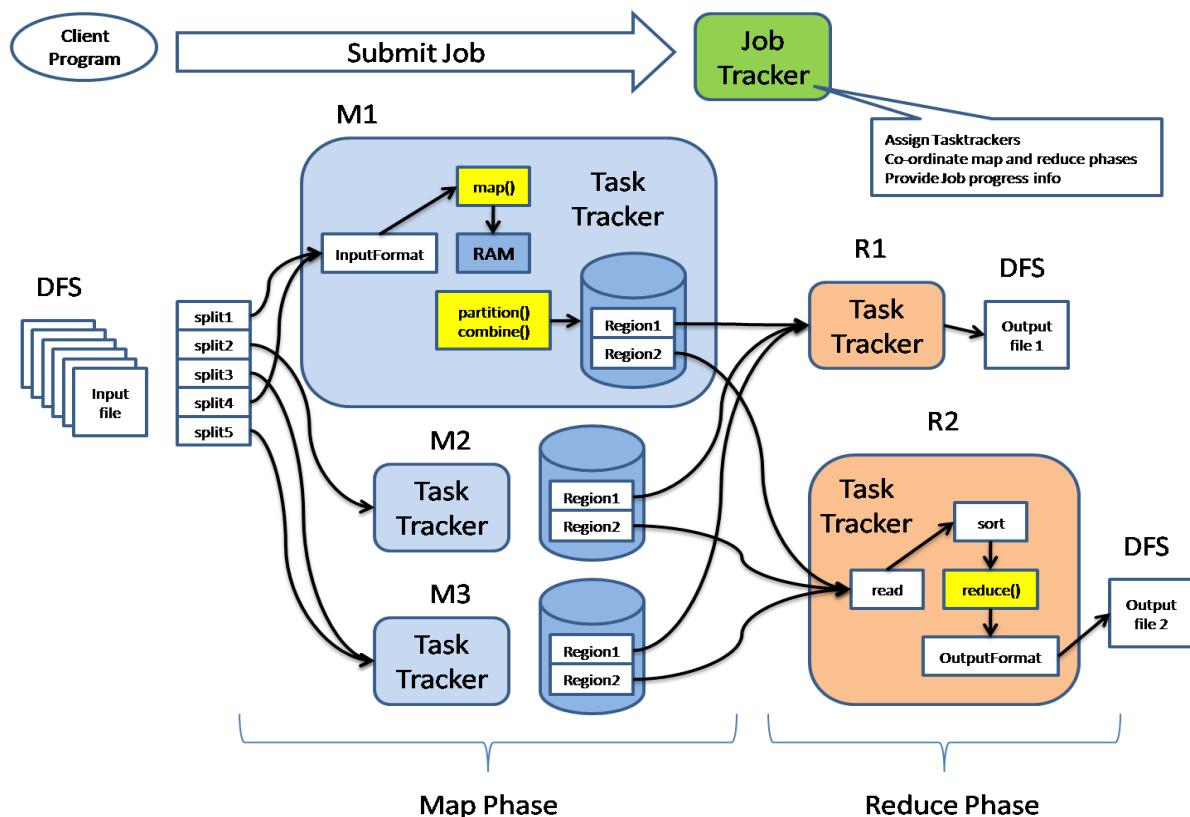 Client
Program
Submit Job
Job
Tracker
Assign Tasktrackers
Co-ordinate map and reduce phases
Provide Job progress info
M1
map()
Task
Tracker
InputFormat
RAM
partition()
combine()
Region1
Region2
DFS
Input
file
split1
split2
split3
split4
split5
M2
Task
Tracker
Region1
Region2
M3
Task
Tracker
Region1
Region2
R1
Task
Tracker
DFS
Output
file 1
R2
Task
Tracker
sort
read
reduce()
OutputFormat
DFS
Output
file 2
Map Phase
Reduce Phase